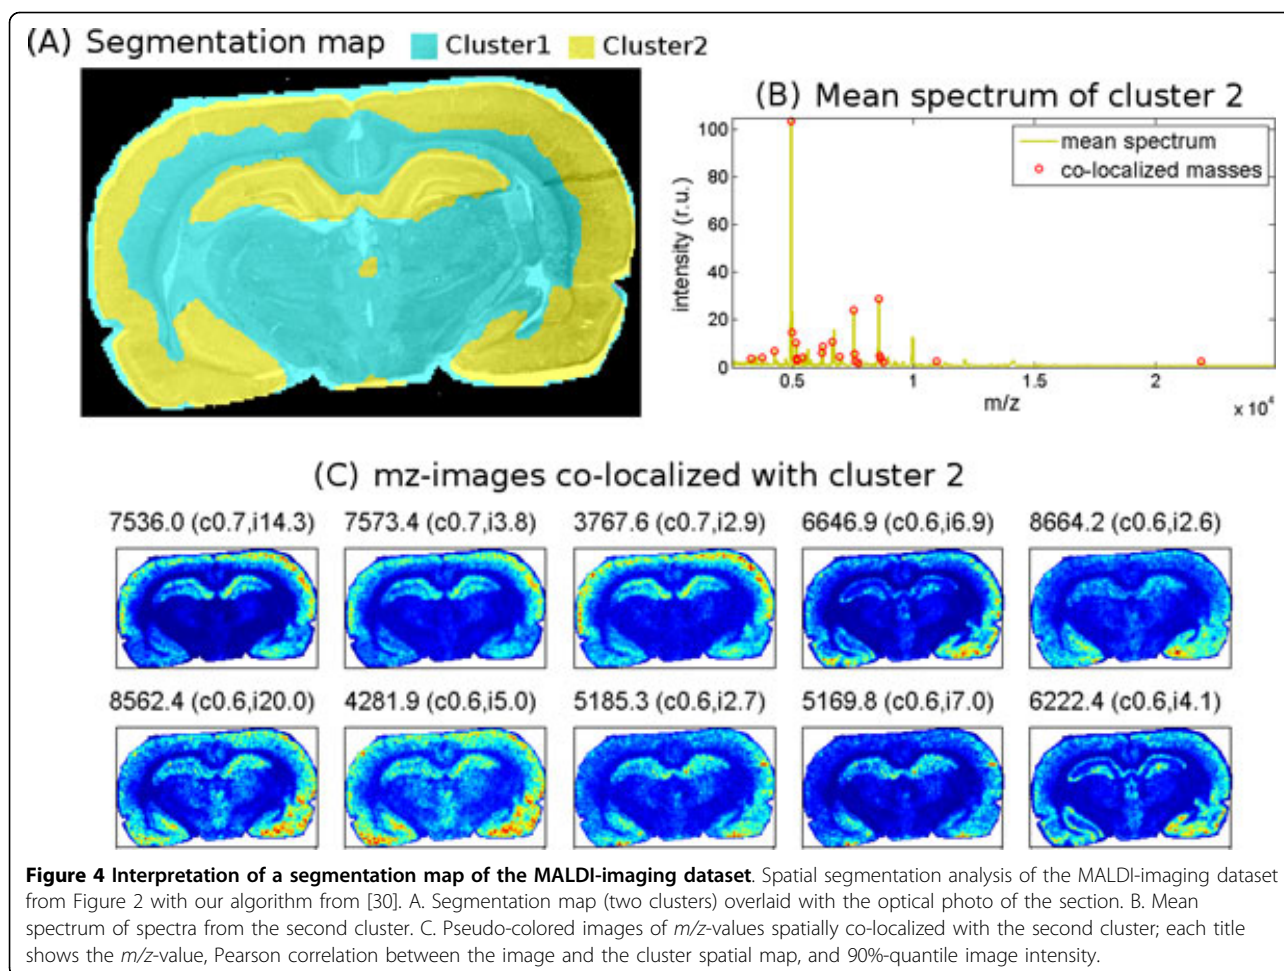 (A) Segmentation map Cluster1 Cluster2
(B) Mean spectrum of cluster 2
100
80
60
40
20
0
intensity (r.u.)
mean spectrum
co-localized masses
0.5 1 1.5 2
m/z
x 10^4
(C) mz-images co-localized with cluster 2
7536.0 (c0.7,i14.3) 7573.4 (c0.7,i3.8) 3767.6 (c0.7,i2.9) 6646.9 (c0.6,i6.9) 8664.2 (c0.6,i2.6)
8562.4 (c0.6,i20.0) 4281.9 (c0.6,i5.0) 5185.3 (c0.6,i2.7) 5169.8 (c0.6,i7.0) 6222.4 (c0.6,i4.1)
Figure 4 Interpretation of a segmentation map of the MALDI-imaging dataset. Spatial segmentation analysis of the MALDI-imaging dataset
from Figure 2 with our algorithm from [30]. A. Segmentation map (two clusters) overlaid with the optical photo of the section. B. Mean
spectrum of spectra from the second cluster. C. Pseudo-colored images of m/z-values spatially co-localized with the second cluster; each title
shows the m/z-value, Pearson correlation between the image and the cluster spatial map, and 90%-quantile image intensity.